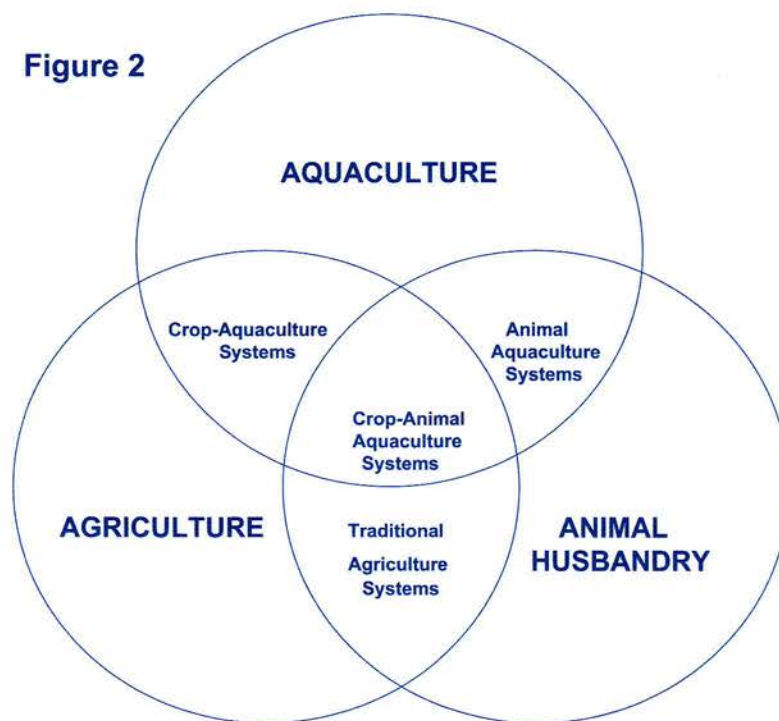 Figure 2
AQUACULTURE
Crop-Aquaculture
Systems
Animal
Aquaculture
Systems
Crop-Animal
Aquaculture
Systems
AGRICULTURE
Traditional
Agriculture
Systems
ANIMAL
HUSBANDRY